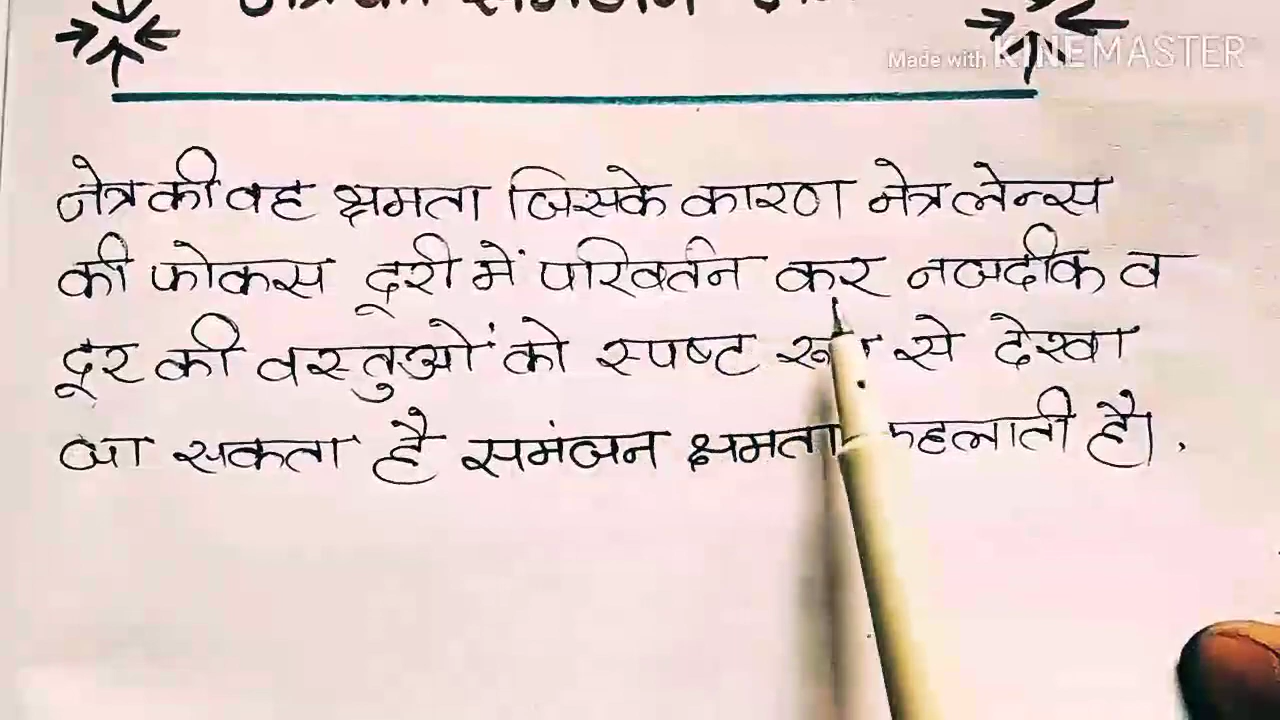 Made with KINEMASTER
नेत्र की वह क्षमता जिसके कारण नेत्र लेन्स
की फोकस दूरी में परिवर्तन कर नजदीक व
दूर की वस्तुओं को स्पष्ट से देखा
जा सकता है समंजन क्षमता कहलाती है।